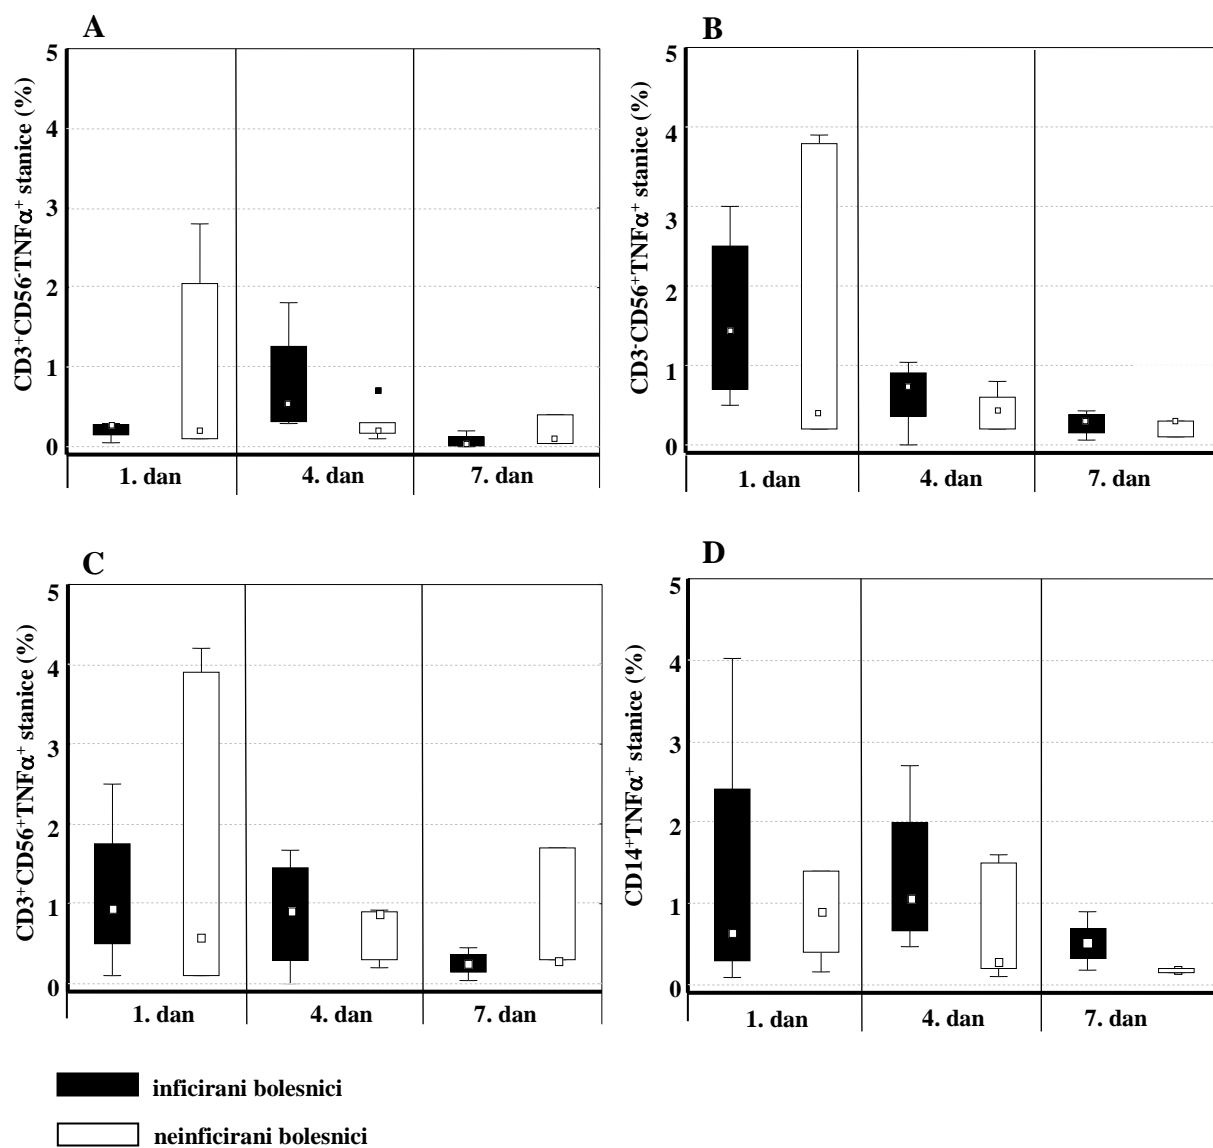 A
CD3⁺CD56⁻TNFα⁺ stanice (%)
5
4
3
2
1
0
1. dan 4. dan 7. dan
B
CD3⁻CD56⁺TNFα⁺ stanice (%)
5
4
3
2
1
0
1. dan 4. dan 7. dan
C
CD3⁺CD56⁺TNFα⁺ stanice (%)
5
4
3
2
1
0
1. dan 4. dan 7. dan
D
CD14⁺TNFα⁺ stanice (%)
5
4
3
2
1
0
1. dan 4. dan 7. dan
inficirani bolesnici
neinficirani bolesnici